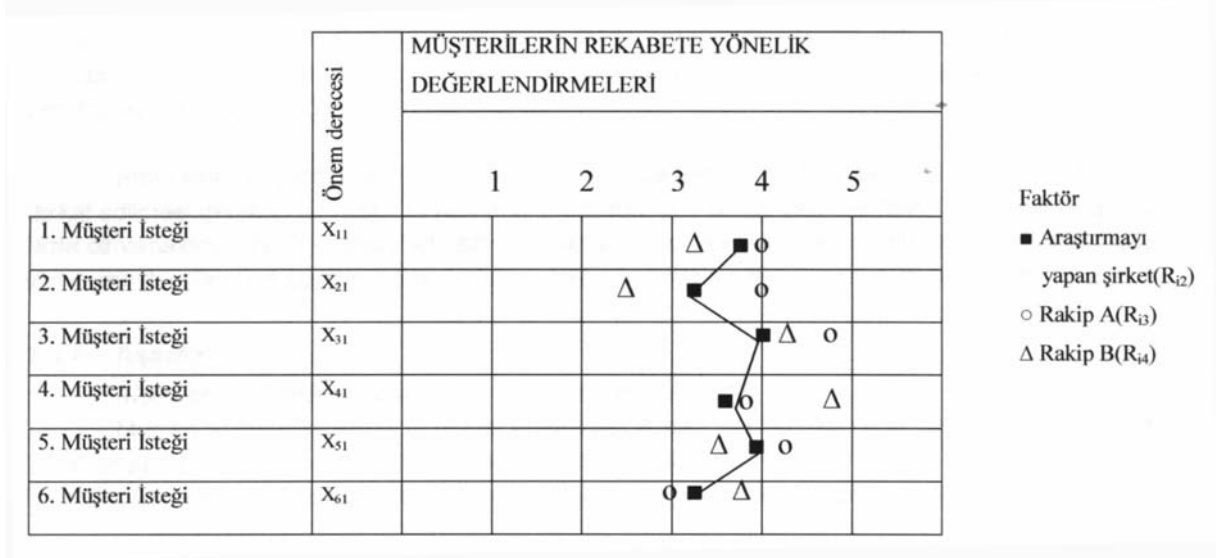 Önem derecesi
MÜŞTERİLERİN REKABETE YÖNELİK
DEĞERLENDİRMELERİ
1 2 3 4 5
1. Müşteri İsteği X₁₁
2. Müşteri İsteği X₂₁
3. Müşteri İsteği X₃₁
4. Müşteri İsteği X₄₁
5. Müşteri İsteği X₅₁
6. Müşteri İsteği X₆₁
Faktör
■ Araştırmayı
yapan şirket(Rᵢ₂)
○ Rakip A(Rᵢ₃)
Δ Rakip B(Rᵢ₄)